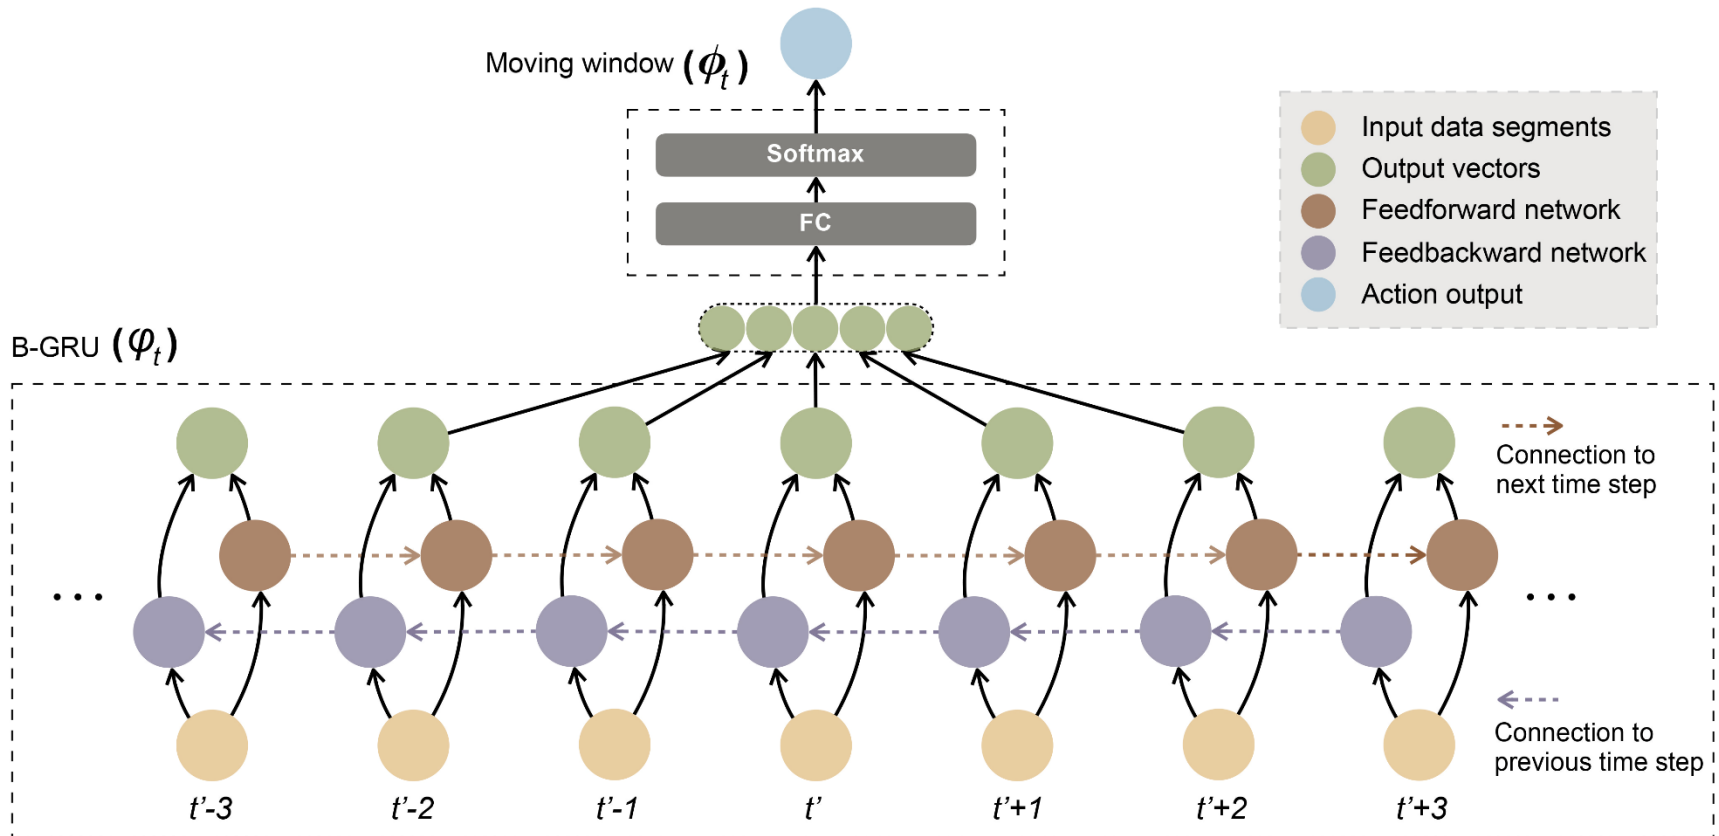 Moving window (ϕt)
Softmax
FC
Input data segments
Output vectors
Feedforward network
Feedbackward network
Action output
B-GRU (φt)
Connection to
next time step
...
...
Connection to
previous time step
t'-3
t'-2
t'-1
t'
t'+1
t'+2
t'+3